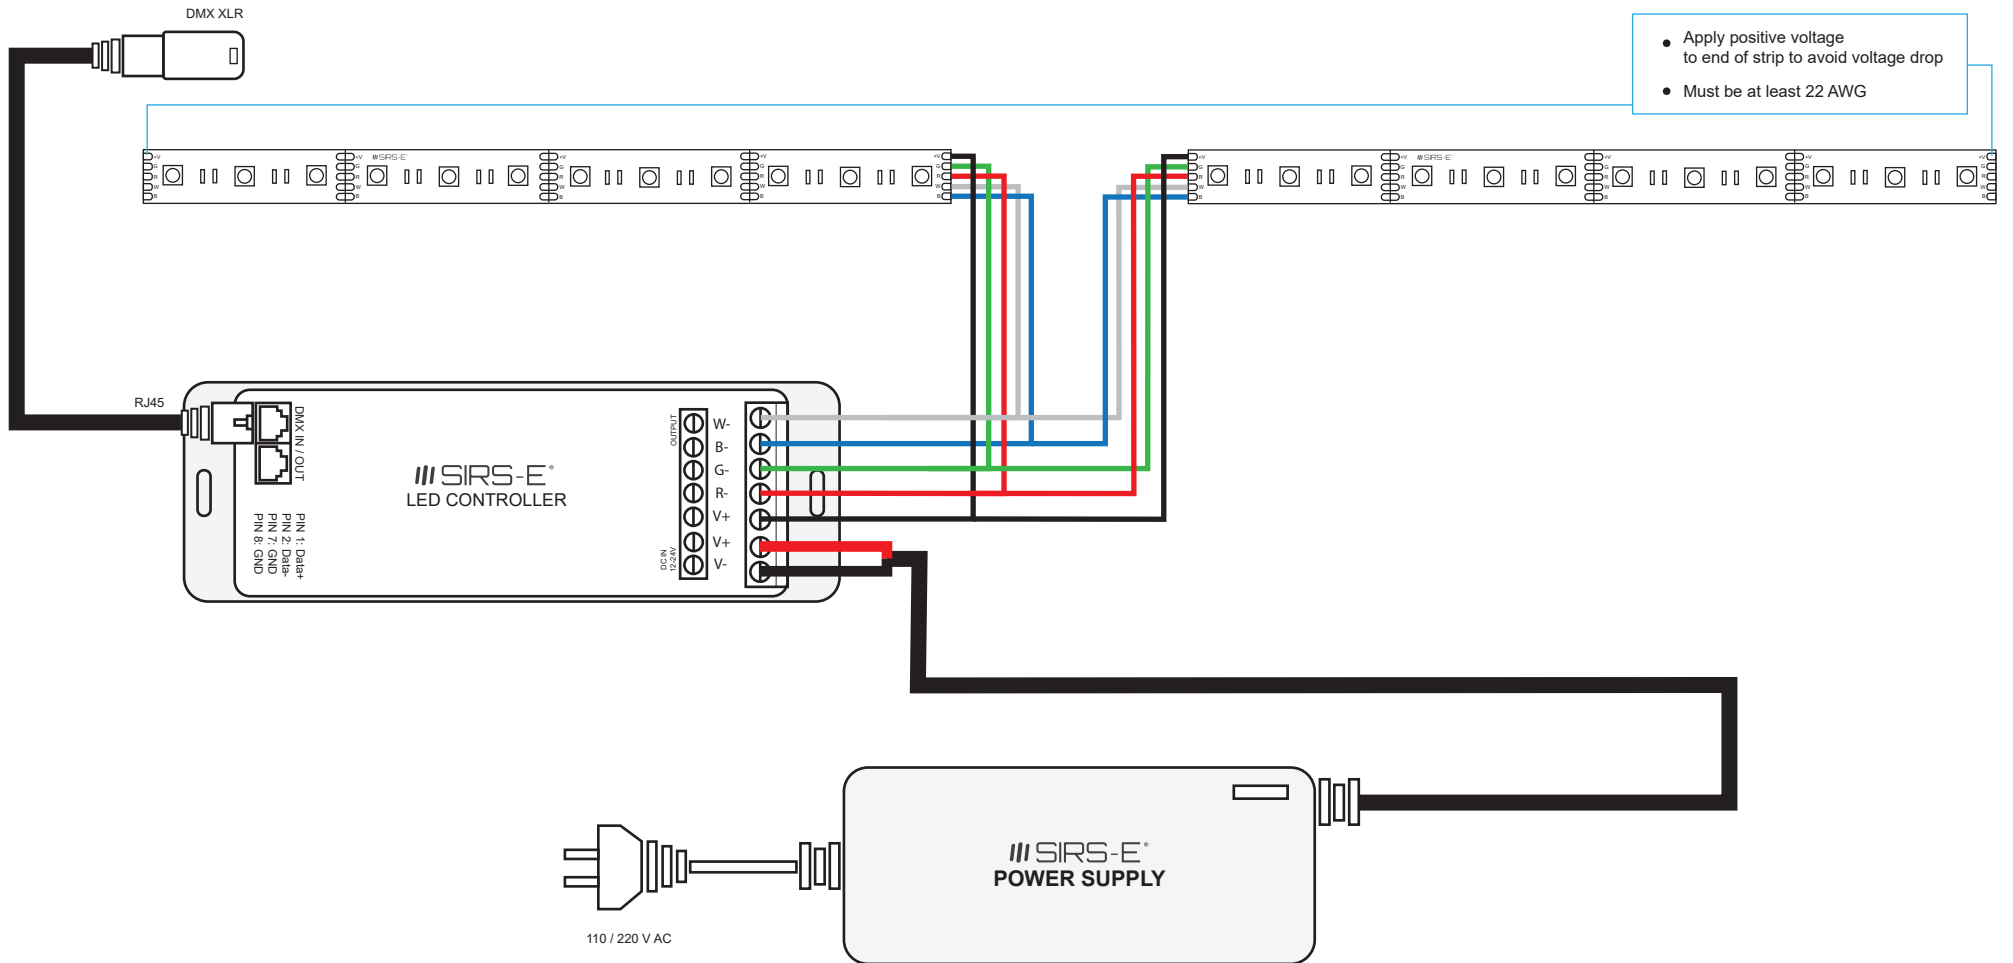 DMX XLR
Apply positive voltage
to end of strip to avoid voltage drop
Must be at least 22 AWG
+V +V SIRS-E® +V +V +V
G G G G G
R R R R R
W W W W W
B B B B B
+V +V SIRS-E® +V +V +V
G G G G G
R R R R R
W W W W W
B B B B B
RJ45
DMX IN / OUT
PIN 1: Data+
PIN 2: Data-
PIN 7: GND
PIN 8: GND
SIRS-E®
LED CONTROLLER
OUTPUT
W-
B-
G-
R-
V+
V+
V-
DC IN
12-24V
SIRS-E®
POWER SUPPLY
110 / 220 V AC